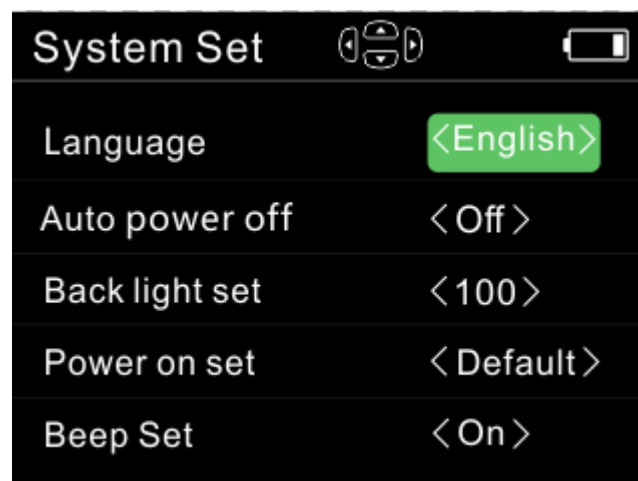 System Set
Language <English>
Auto power off <Off>
Back light set <100>
Power on set <Default>
Beep Set <On>